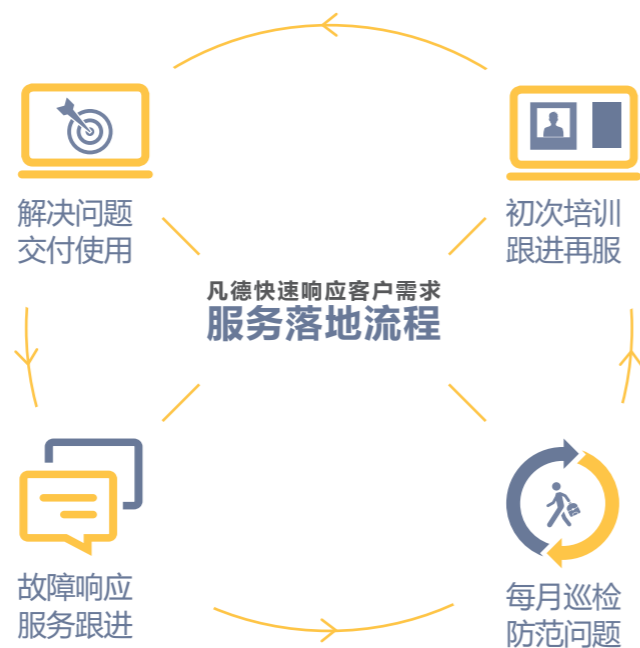 解决问题
交付使用
初次培训
跟进再服
凡德快速响应客户需求
服务落地流程
故障响应
服务跟进
每月巡检
防范问题